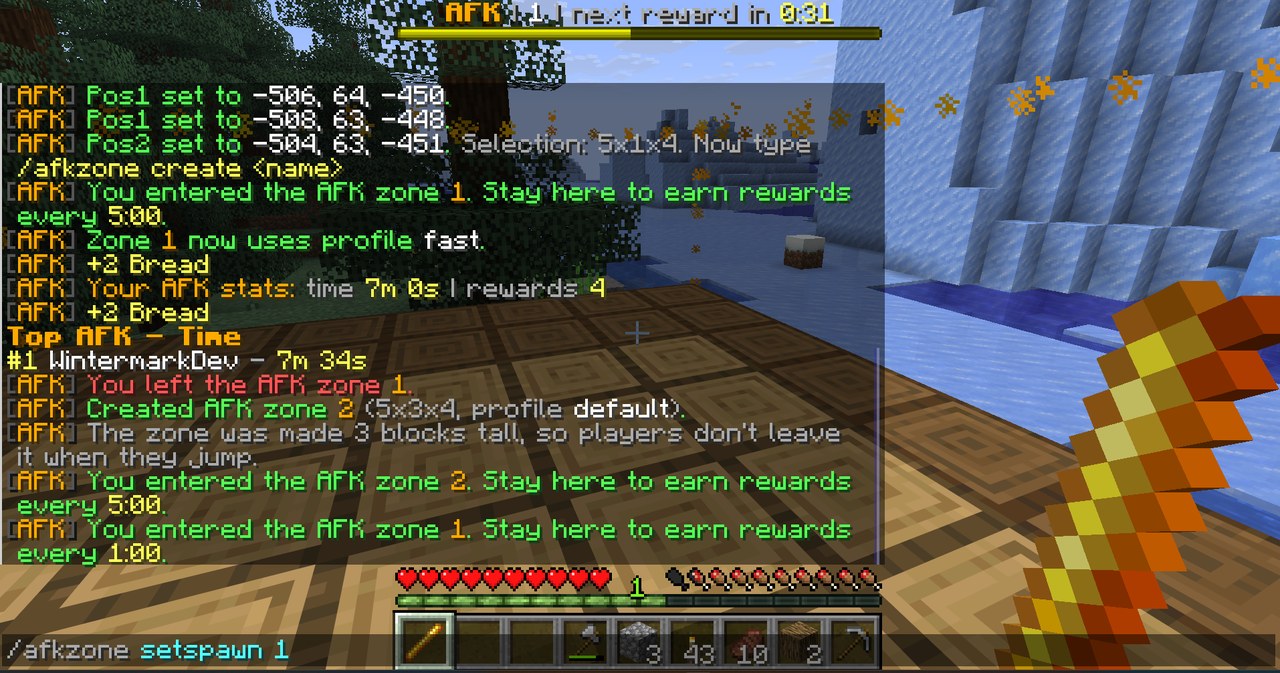 AFK | 1 | next reward in 0:31
[AFK] Pos1 set to -506, 64, -450.
[AFK] Pos1 set to -508, 63, -448.
[AFK] Pos2 set to -504, 63, -451. Selection: 5x1x4. Now type
/afkzone create <name>
[AFK] You entered the AFK zone 1. Stay here to earn rewards
every 5:00.
[AFK] Zone 1 now uses profile fast.
[AFK] +2 Bread
[AFK] Your AFK stats: time 7m 0s | rewards 4
[AFK] +2 Bread
Top AFK - Time
#1 WintermarkDev - 7m 34s
[AFK] You left the AFK zone 1.
[AFK] Created AFK zone 2 (5x3x4, profile default).
[AFK] The zone was made 3 blocks tall, so players don't leave
it when they jump.
[AFK] You entered the AFK zone 2. Stay here to earn rewards
every 5:00.
[AFK] You entered the AFK zone 1. Stay here to earn rewards
every 1:00.
1
3 43 10 2
/afkzone setspawn 1